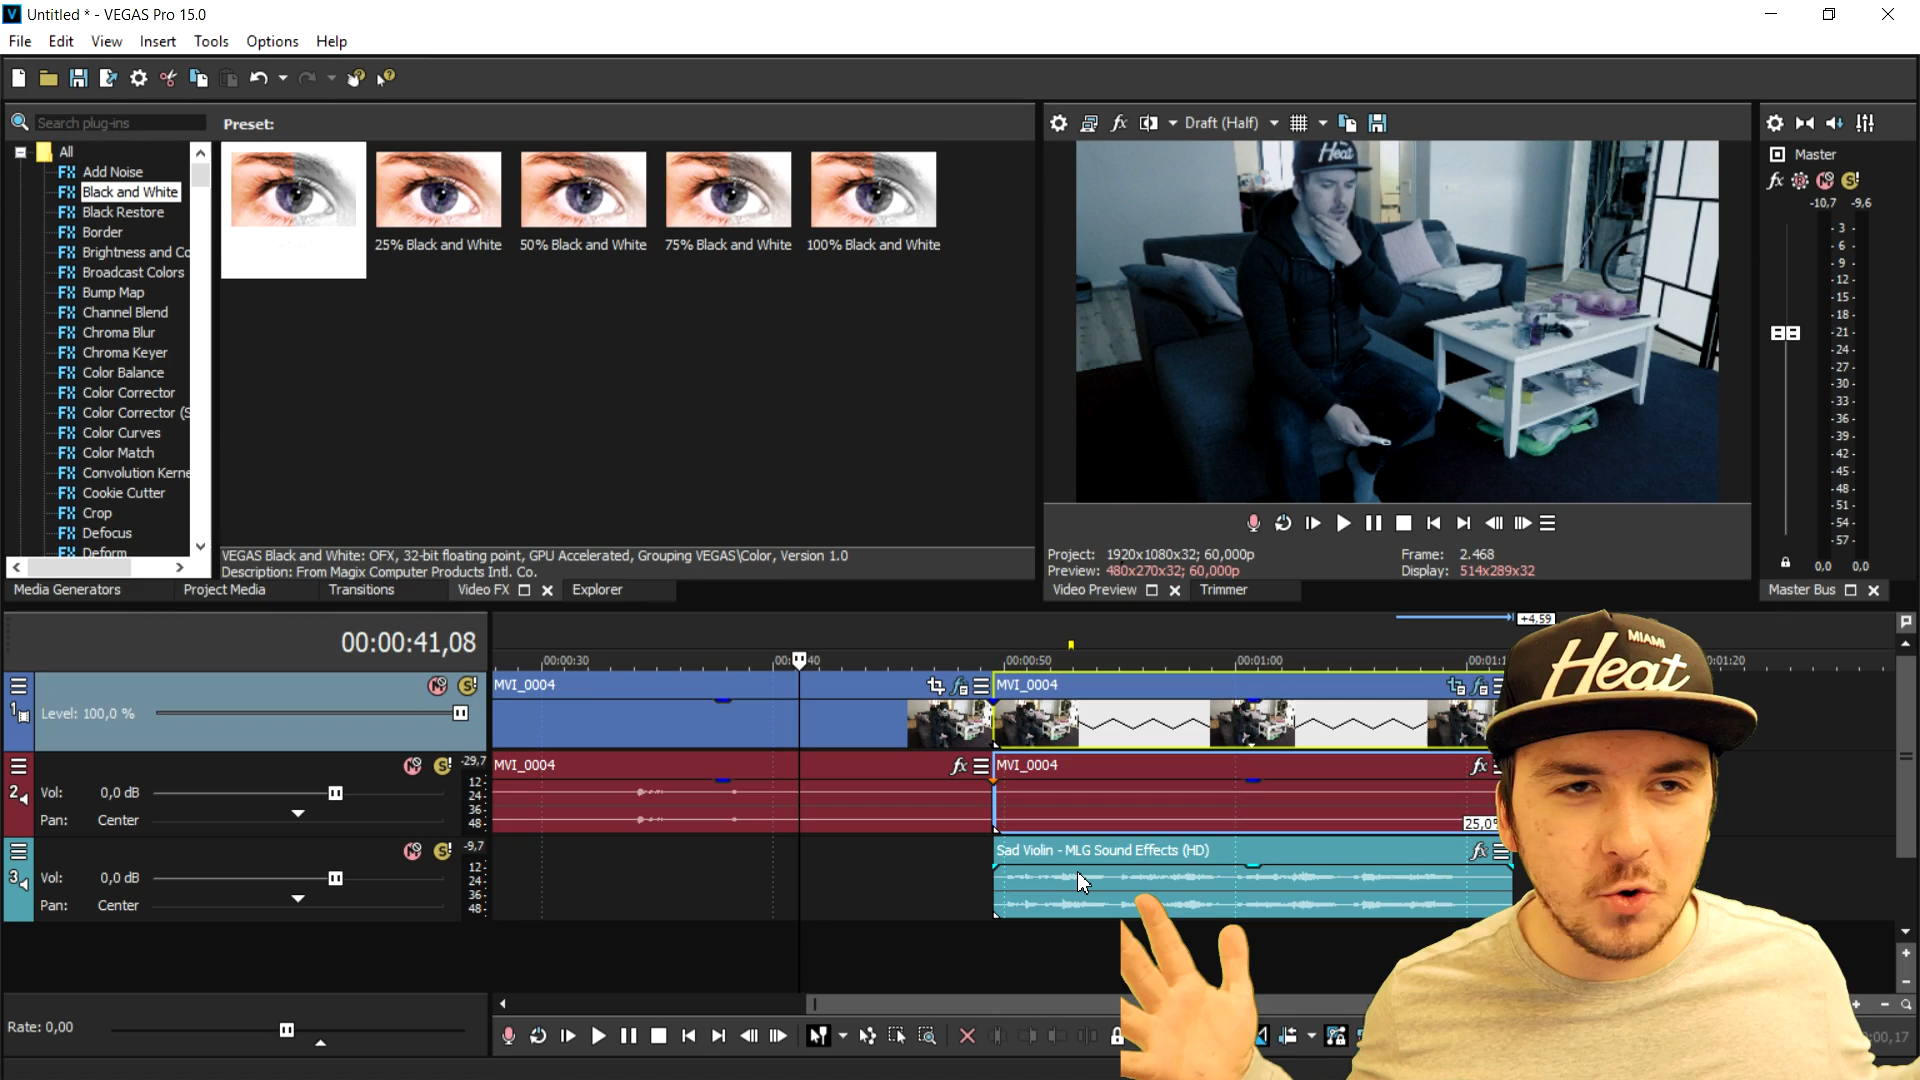 Untitled * - VEGAS Pro 15.0
File Edit View Insert Tools Options Help
Search plug-ins
Preset:
All
Add Noise
Black and White
Black Restore
Border
Brightness and Co
Broadcast Colors
Bump Map
Channel Blend
Chroma Blur
Chroma Keyer
Color Balance
Color Corrector
Color Corrector (S
Color Curves
Color Match
Convolution Kerne
Cookie Cutter
Crop
Defocus
Deform
25% Black and White 50% Black and White 75% Black and White 100% Black and White
VEGAS Black and White: OFX, 32-bit floating point, GPU Accelerated, Grouping VEGAS\Color, Version 1.0
Description: From Magix Computer Products Intl. Co.
Media Generators Project Media Transitions Video FX Explorer
Draft (Half)
Heat
Project: 1920x1080x32; 60,000p
Preview: 480x270x32; 60,000p
Frame: 2.468
Display: 514x289x32
Video Preview Trimmer
Master
-10,7 -9,6
- 3 -
- 6 -
- 9 -
-12-
-15-
-18-
-21-
-24-
-27-
-30-
-33-
-36-
-39-
-42-
-45-
-48-
-51-
-54-
-57-
0,0 0,0
Master Bus
00:00:41,08
+4.59
00:00:30 00: :40 00:00:50 00:01:00 00:01:1 0:01:20
1 Level: 100,0 %
MVI_0004 MVI_0004
2 Vol: 0,0 dB
Pan: Center
-29,7
12-
24-
36-
48-
MVI_0004 MVI_0004
25,0%
3 Vol: 0,0 dB
Pan: Center
-9,7
12-
24-
36-
48-
Sad Violin - MLG Sound Effects (HD)
Rate: 0,00
:00,17
MIAMI
Heat